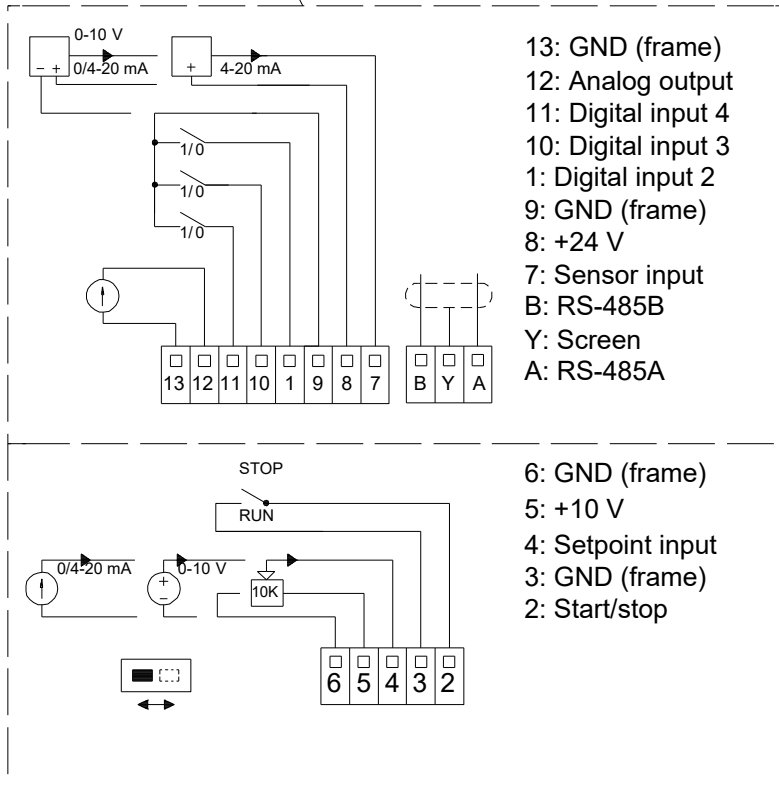 0-10 V
- +
0/4-20 mA
+
4-20 mA
1/0
1/0
1/0
13 12 11 10 1 9 8 7
B Y A
13: GND (frame)
12: Analog output
11: Digital input 4
10: Digital input 3
1: Digital input 2
9: GND (frame)
8: +24 V
7: Sensor input
B: RS-485B
Y: Screen
A: RS-485A
STOP
RUN
0/4-20 mA
0-10 V
+
-
10K
6 5 4 3 2
6: GND (frame)
5: +10 V
4: Setpoint input
3: GND (frame)
2: Start/stop